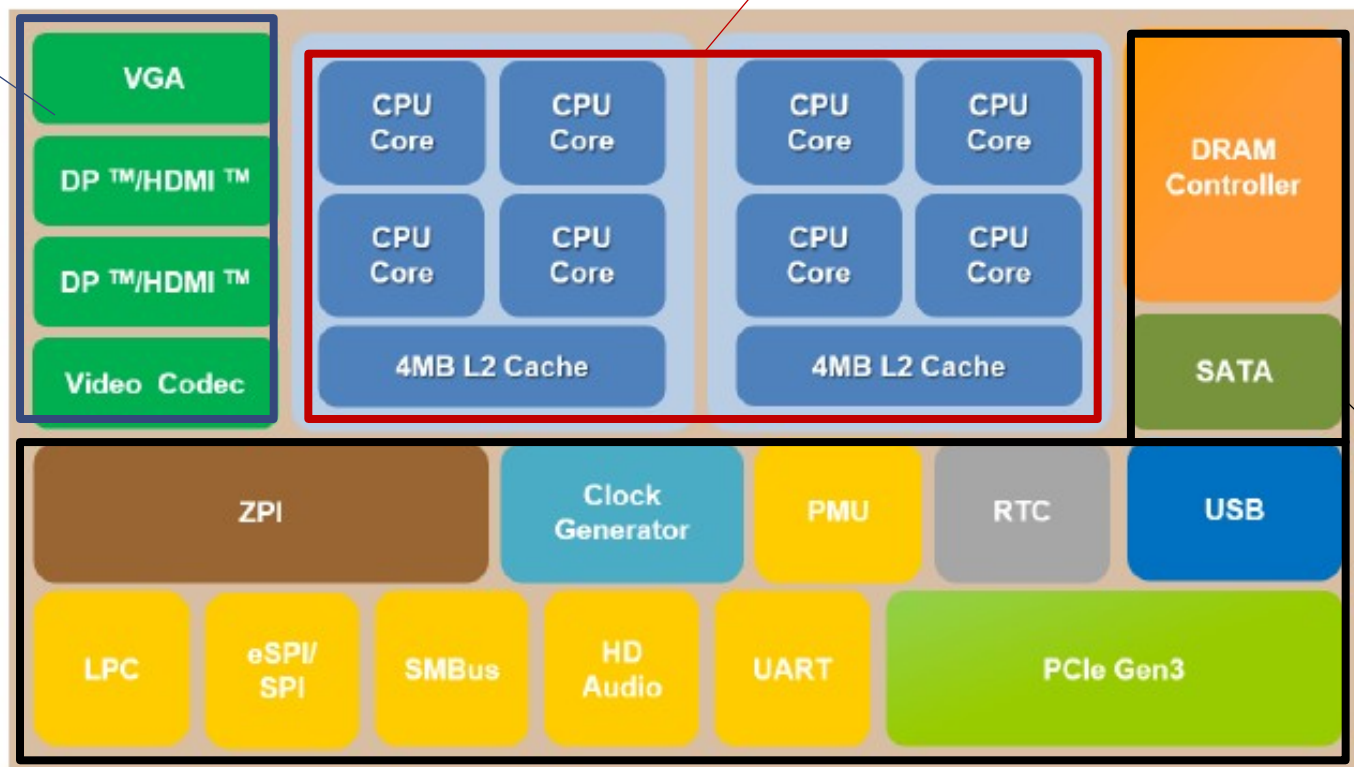 VGA
DP ™/HDMI ™
DP ™/HDMI ™
Video Codec
CPU
Core
CPU
Core
CPU
Core
CPU
Core
4MB L2 Cache
CPU
Core
CPU
Core
CPU
Core
CPU
Core
4MB L2 Cache
DRAM
Controller
SATA
ZPI
Clock
Generator
PMU
RTC
USB
LPC
eSPI/
SPI
SMBus
HD
Audio
UART
PCIe Gen3